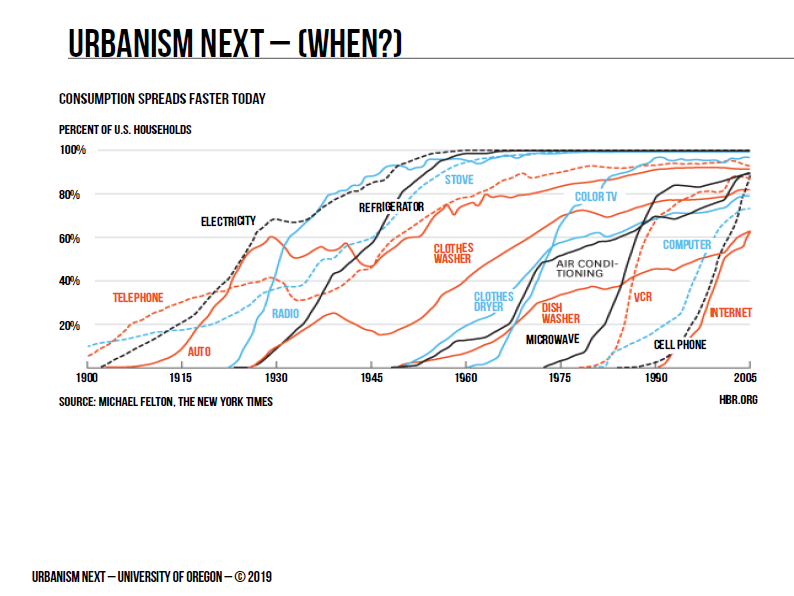 URBANISM NEXT – (WHEN?)
CONSUMPTION SPREADS FASTER TODAY
PERCENT OF U.S. HOUSEHOLDS
100%
80%
60%
40%
20%
STOVE
COLOR TV
REFRIGERATOR
ELECTRICITY
CLOTHES
WASHER
COMPUTER
AIR CONDI-
TIONING
TELEPHONE
CLOTHES
DRYER
VCR
RADIO
DISH
WASHER
INTERNET
MICROWAVE
CELL PHONE
AUTO
1900 1915 1930 1945 1960 1975 1990 2005
SOURCE: MICHAEL FELTON, THE NEW YORK TIMES
HBR.ORG
URBANISM NEXT – UNIVERSITY OF OREGON – © 2019